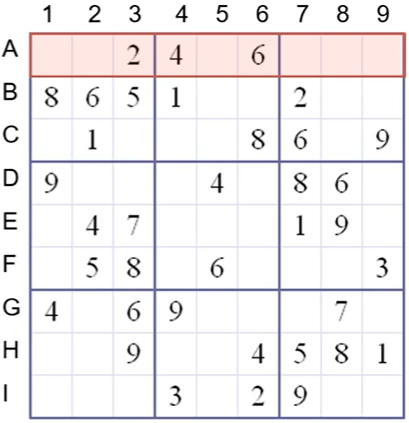 1 2 3 4 5 6 7 8 9
A 2 4 6
B 8 6 5 1 2
C 1 8 6 9
D 9 4 8 6
E 4 7 1 9
F 5 8 6 3
G 4 6 9 7
H 9 4 5 8 1
I 3 2 9